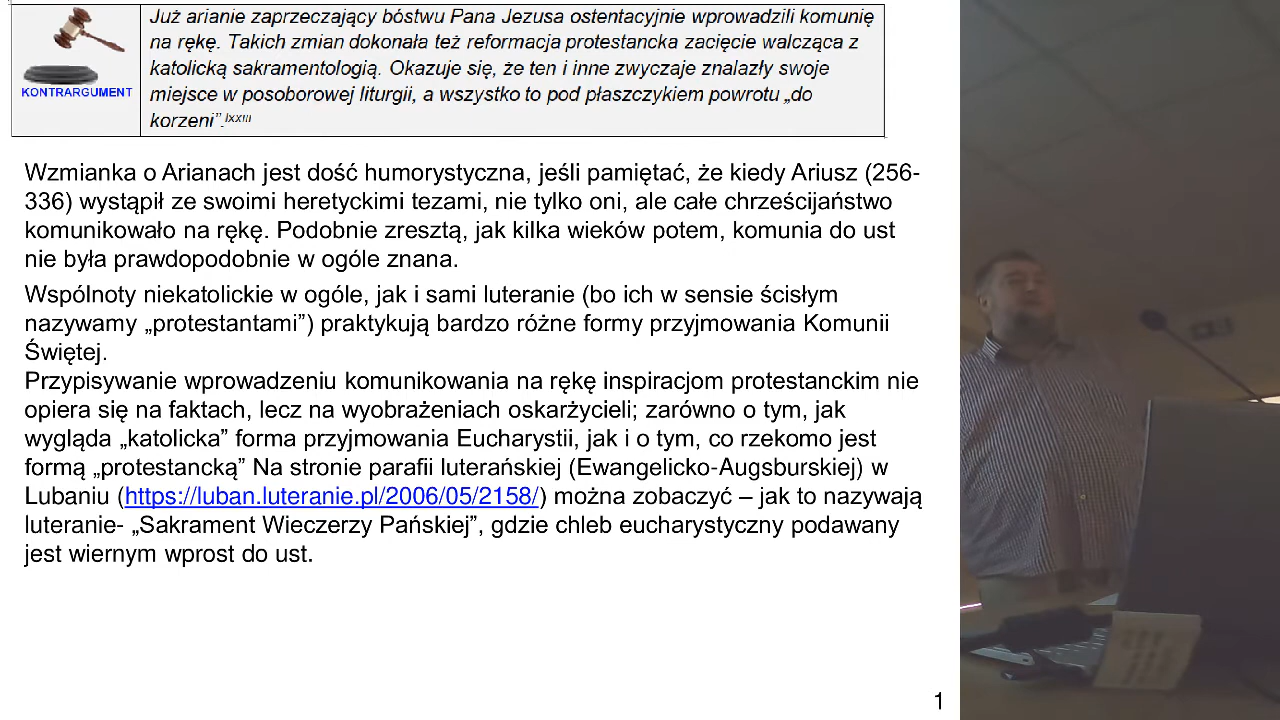 Już arianie zaprzeczający bóstwu Pana Jezusa ostentacyjnie wprowadzili komunię
na rękę. Takich zmian dokonała też reformacja protestancka zacięcie walcząca z
katolicką sakramentologią. Okazuje się, że ten i inne zwyczaje znalazły swoje
miejsce w posoborowej liturgii, a wszystko to pod płaszczykiem powrotu „do
korzeni”.lxxiii
KONTRARGUMENT
Wzmianka o Arianach jest dość humorystyczna, jeśli pamiętać, że kiedy Ariusz (256-
336) wystąpił ze swoimi heretyckimi tezami, nie tylko oni, ale całe chrześcijaństwo
komunikowało na rękę. Podobnie zresztą, jak kilka wieków potem, komunia do ust
nie była prawdopodobnie w ogóle znana.
Wspólnoty niekatolickie w ogóle, jak i sami luteranie (bo ich w sensie ścisłym
nazywamy „protestantami”) praktykują bardzo różne formy przyjmowania Komunii
Świętej.
Przypisywanie wprowadzeniu komunikowania na rękę inspiracjom protestanckim nie
opiera się na faktach, lecz na wyobrażeniach oskarżycieli; zarówno o tym, jak
wygląda „katolicka” forma przyjmowania Eucharystii, jak i o tym, co rzekomo jest
formą „protestancką” Na stronie parafii luterańskiej (Ewangelicko-Augsburskiej) w
Lubaniu (https://luban.luteranie.pl/2006/05/2158/) można zobaczyć – jak to nazywają
luteranie- „Sakrament Wieczerzy Pańskiej”, gdzie chleb eucharystyczny podawany
jest wiernym wprost do ust.
1